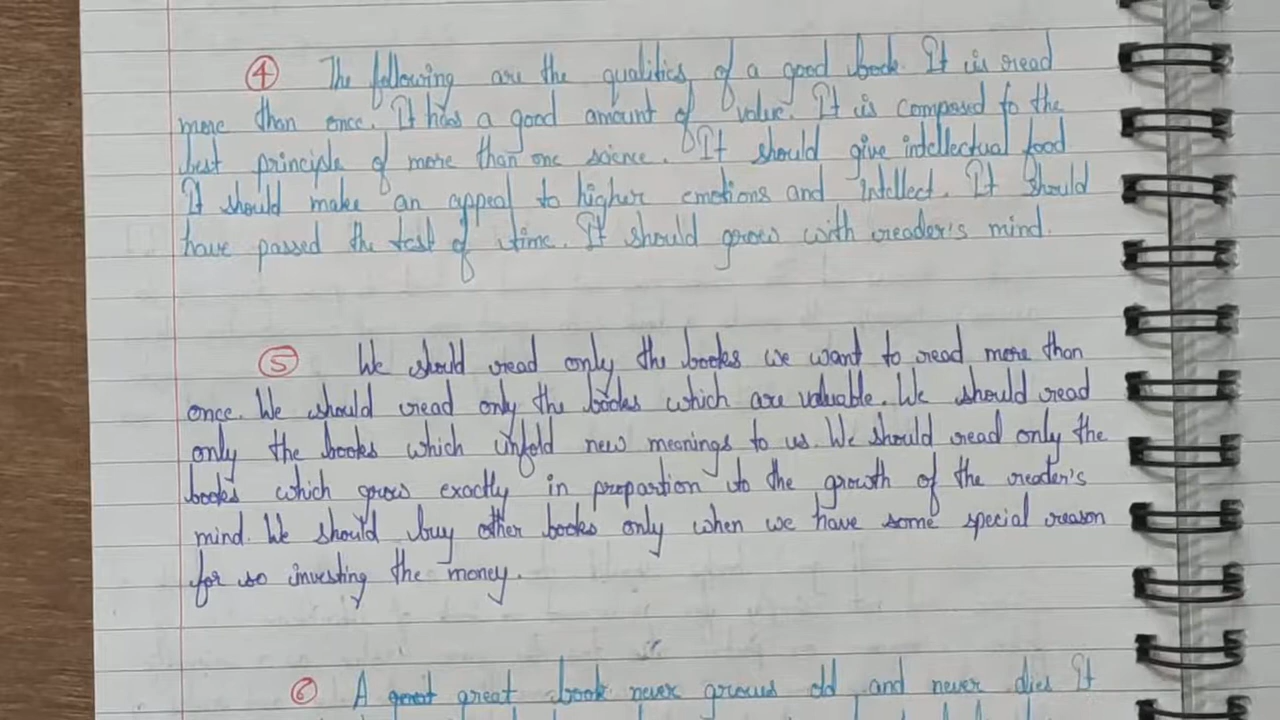 ④ The following are the qualities of a good book. It is read
more than once. It has a good amount of value. It is composed to the
best principle of more than one science. It should give intellectual food
It should make an appeal to higher emotions and intellect. It should
have passed the test of time. It should grow with reader's mind.
⑤ We should read only the books we want to read more than
once. We should read only the books which are valuable. We should read
only the books which unfold new meanings to us. We should read only the
books which grow exactly in proportion to the growth of the reader's
mind. We should buy other books only when we have some special reason
for so investing the money.
⑥ A great book never grows old and never dies It